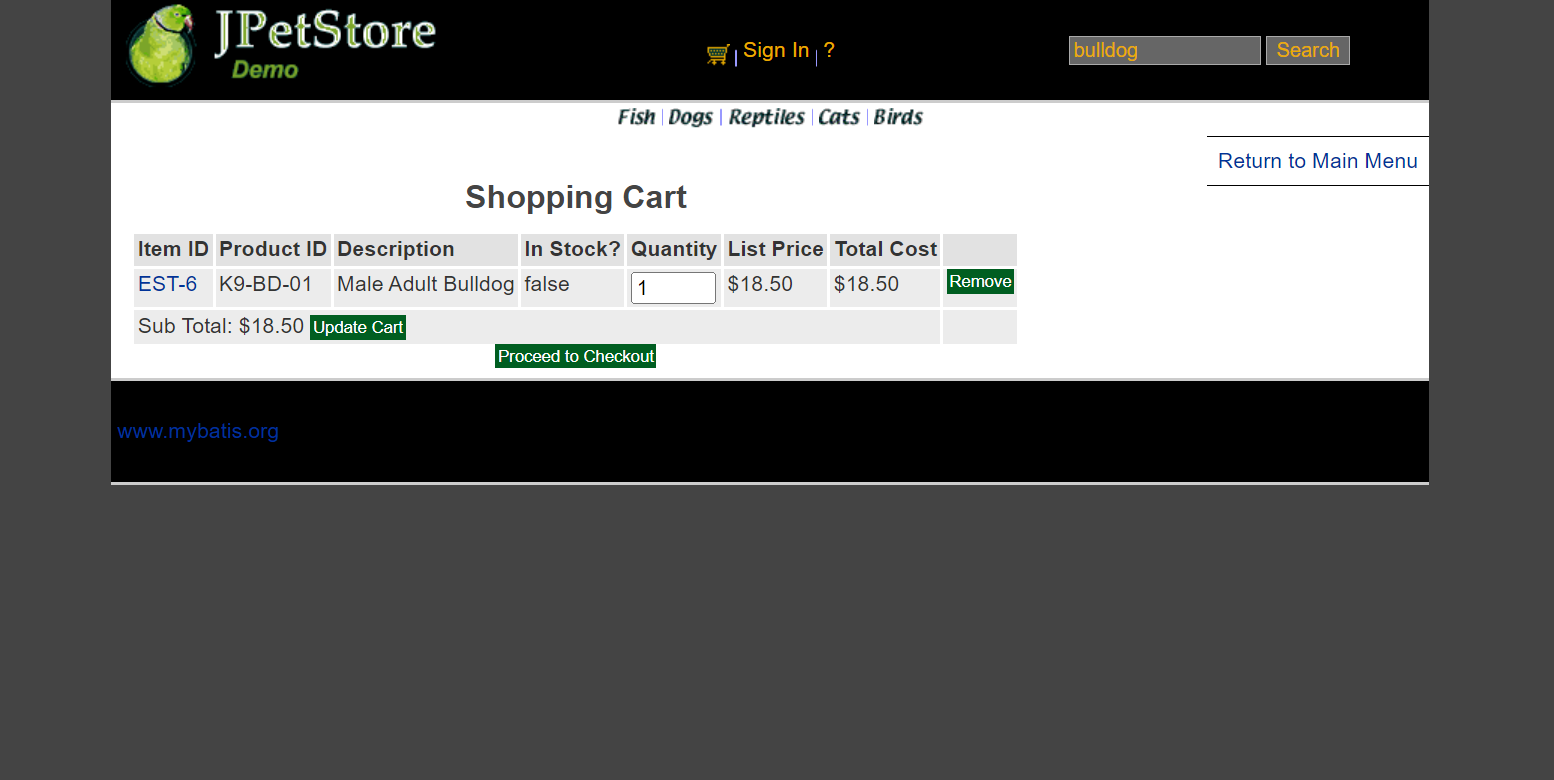 JPetStore
Demo
Sign In ?
bulldog Search
Fish Dogs Reptiles Cats Birds
Return to Main Menu
Shopping Cart
Item ID Product ID Description In Stock? Quantity List Price Total Cost
EST-6 K9-BD-01 Male Adult Bulldog false 1 $18.50 $18.50 Remove
Sub Total: $18.50 Update Cart
Proceed to Checkout
www.mybatis.org